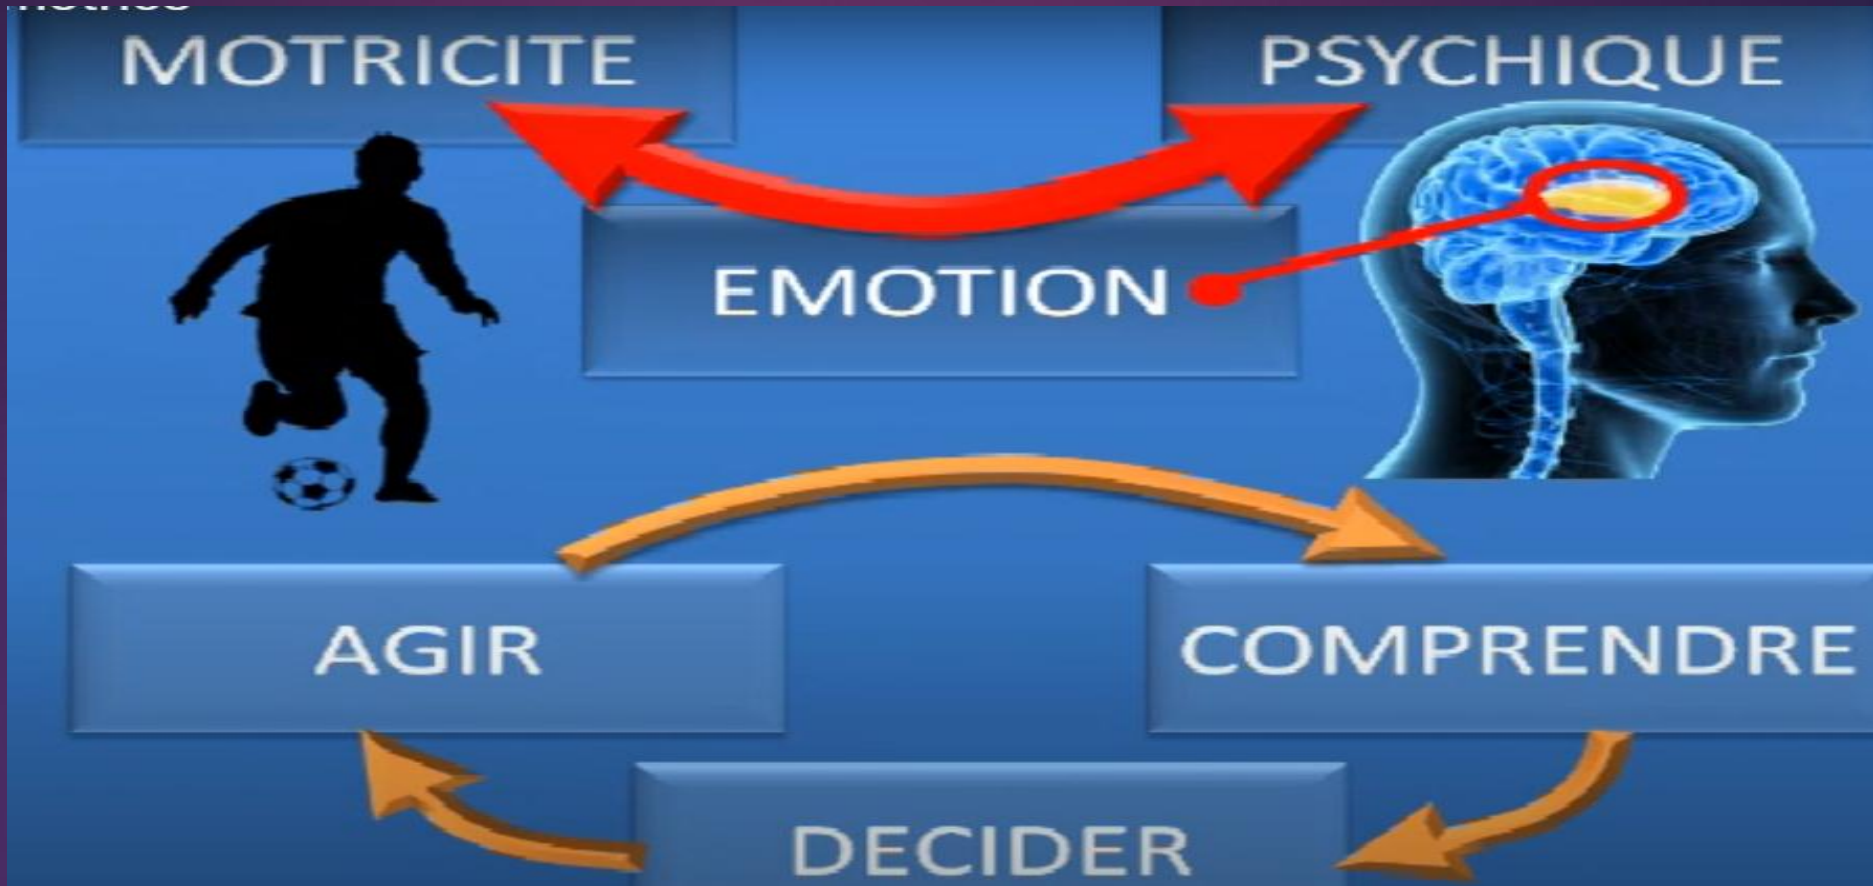 MOTRICITE
PSYCHIQUE
EMOTION
AGIR
COMPRENDRE
DECIDER